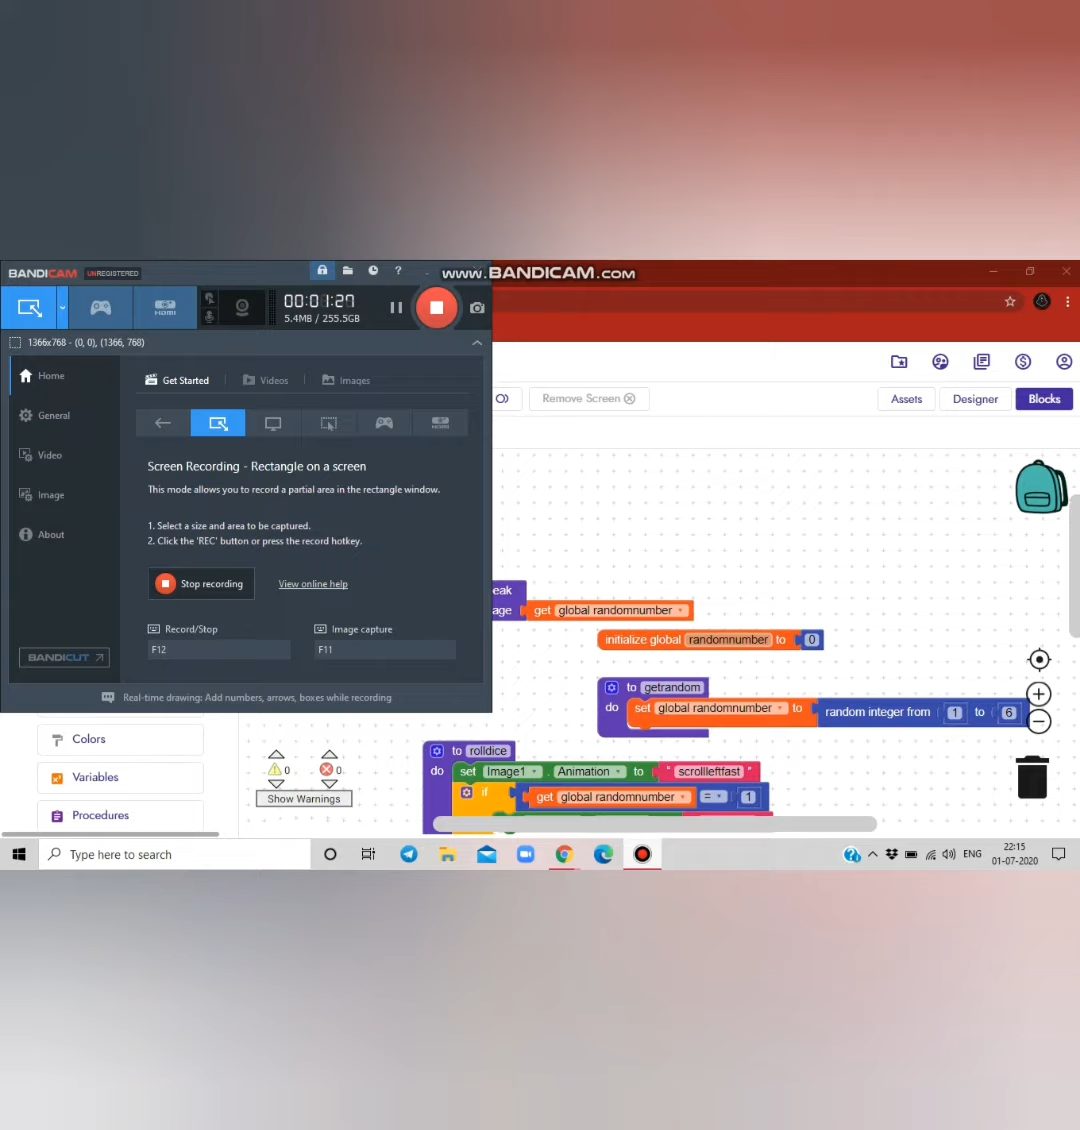 BANDICAM UNREGISTERED
?
www.BANDICAM.com
HDMI
00:01:27
5.4MB / 255.5GB
1366x768 - (0, 0), (1366, 768)
Home
General
Video
Image
About
BANDICUT
Get Started
Videos
Images
Screen Recording - Rectangle on a screen
This mode allows you to record a partial area in the rectangle window.
1. Select a size and area to be captured.
2. Click the 'REC' button or press the record hotkey.
Stop recording
View online help
Record/Stop
Image capture
F12
F11
Real-time drawing: Add numbers, arrows, boxes while recording
Remove Screen
Assets
Designer
Blocks
eak
age get global randomnumber
initialize global randomnumber to 0
to getrandom
do set global randomnumber to random integer from 1 to 6
to rolldice
do set Image1 . Animation to " scrollleftfast "
if get global randomnumber = 1
Colors
Variables
Procedures
0 0
Show Warnings
Type here to search
ENG
22:15
01-07-2020